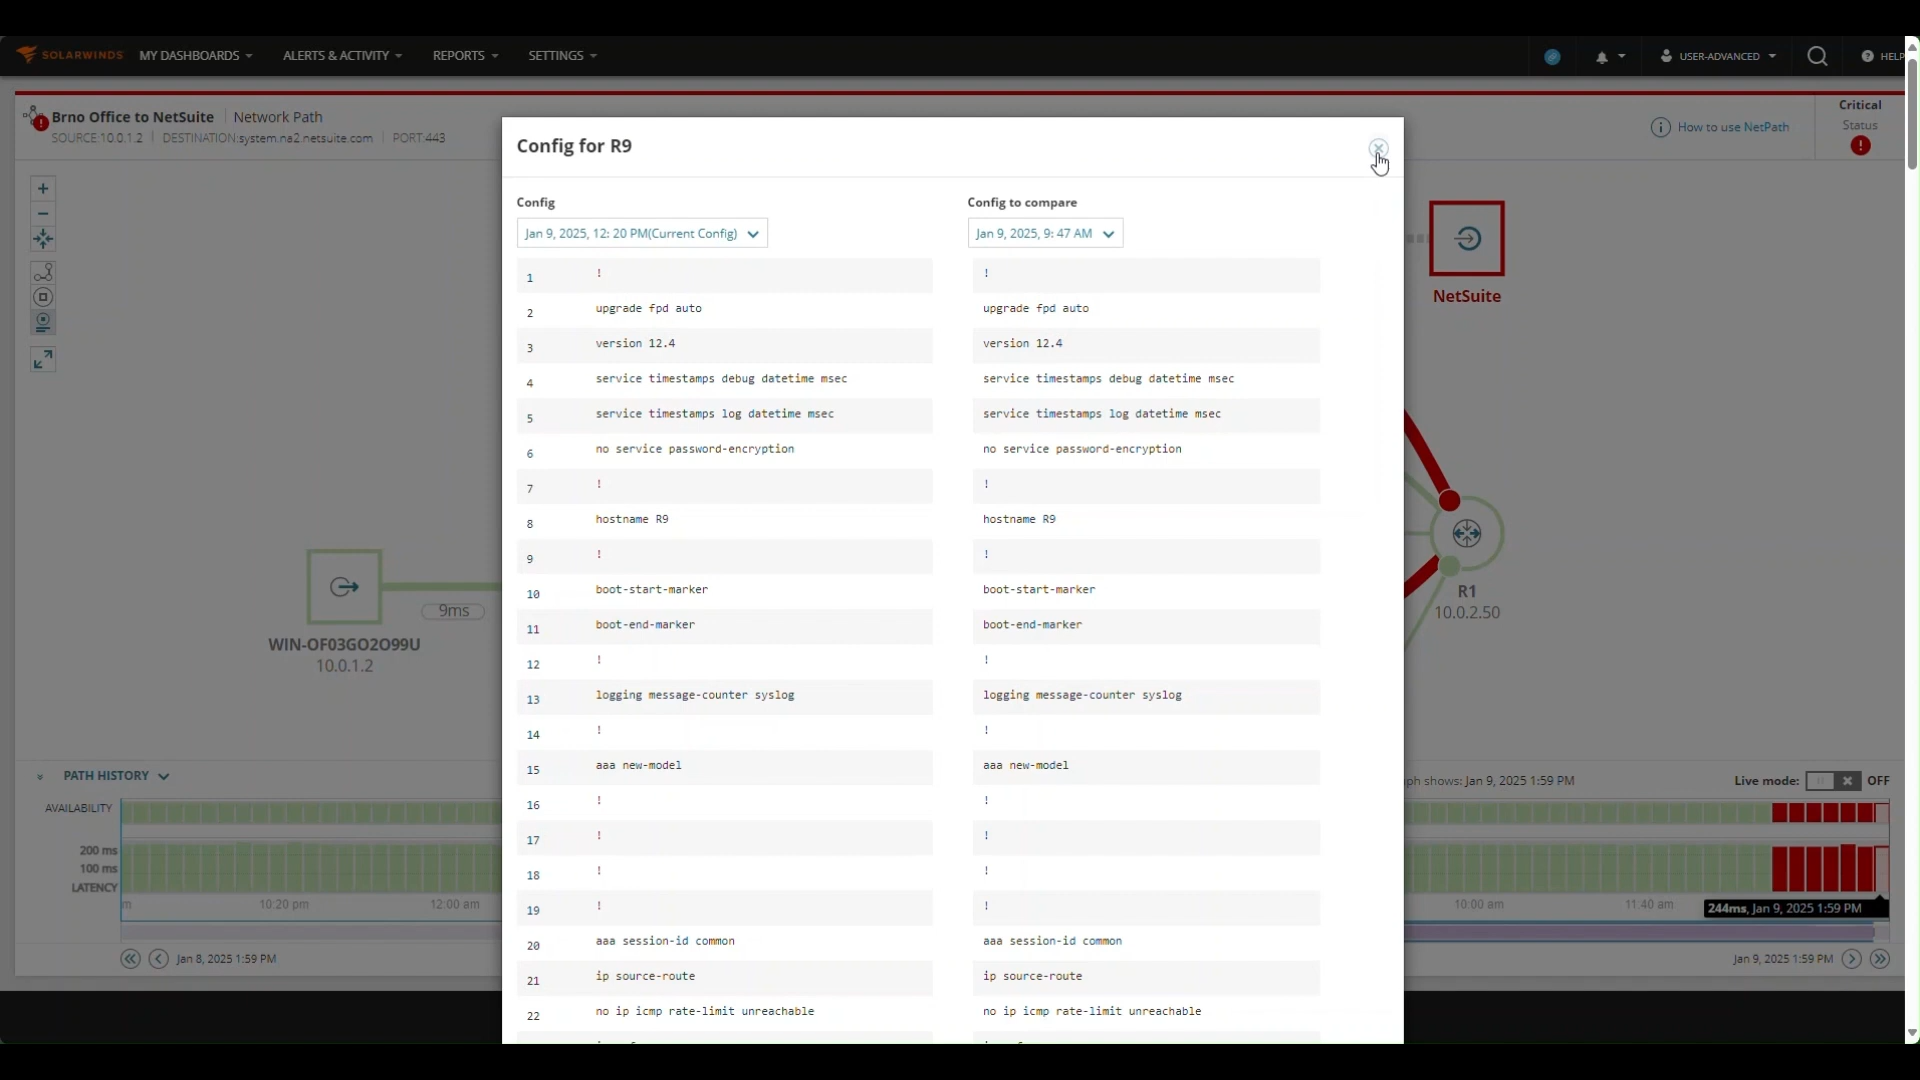 SOLARWINDS MY DASHBOARDS ALERTS & ACTIVITY REPORTS SETTINGS USER-ADVANCED HELP
Brno Office to NetSuite Network Path
SOURCE:10.0.1.2 DESTINATION:system.na2.netsuite.com PORT:443
How to use NetPath
Critical
Status
Config for R9
Config
Config to compare
Jan 9, 2025, 12: 20 PM(Current Config)
Jan 9, 2025, 9: 47 AM
1 ! !
2 upgrade fpd auto upgrade fpd auto
3 version 12.4 version 12.4
4 service timestamps debug datetime msec service timestamps debug datetime msec
5 service timestamps log datetime msec service timestamps log datetime msec
6 no service password-encryption no service password-encryption
7 ! !
8 hostname R9 hostname R9
9 ! !
10 boot-start-marker boot-start-marker
11 boot-end-marker boot-end-marker
12 ! !
13 logging message-counter syslog logging message-counter syslog
14 ! !
15 aaa new-model aaa new-model
16 ! !
17 ! !
18 ! !
19 ! !
20 aaa session-id common aaa session-id common
21 ip source-route ip source-route
22 no ip icmp rate-limit unreachable no ip icmp rate-limit unreachable
9ms
WIN-OF03GO2O99U
10.0.1.2
NetSuite
R1
10.0.2.50
PATH HISTORY
ph shows: Jan 9, 2025 1:59 PM
Live mode: OFF
AVAILABILITY
200 ms
100 ms
LATENCY
m 10:20 pm 12:00 am 10:00 am 11:40 am
244ms, Jan 9, 2025 1:59 PM
Jan 8, 2025 1:59 PM
Jan 9, 2025 1:59 PM